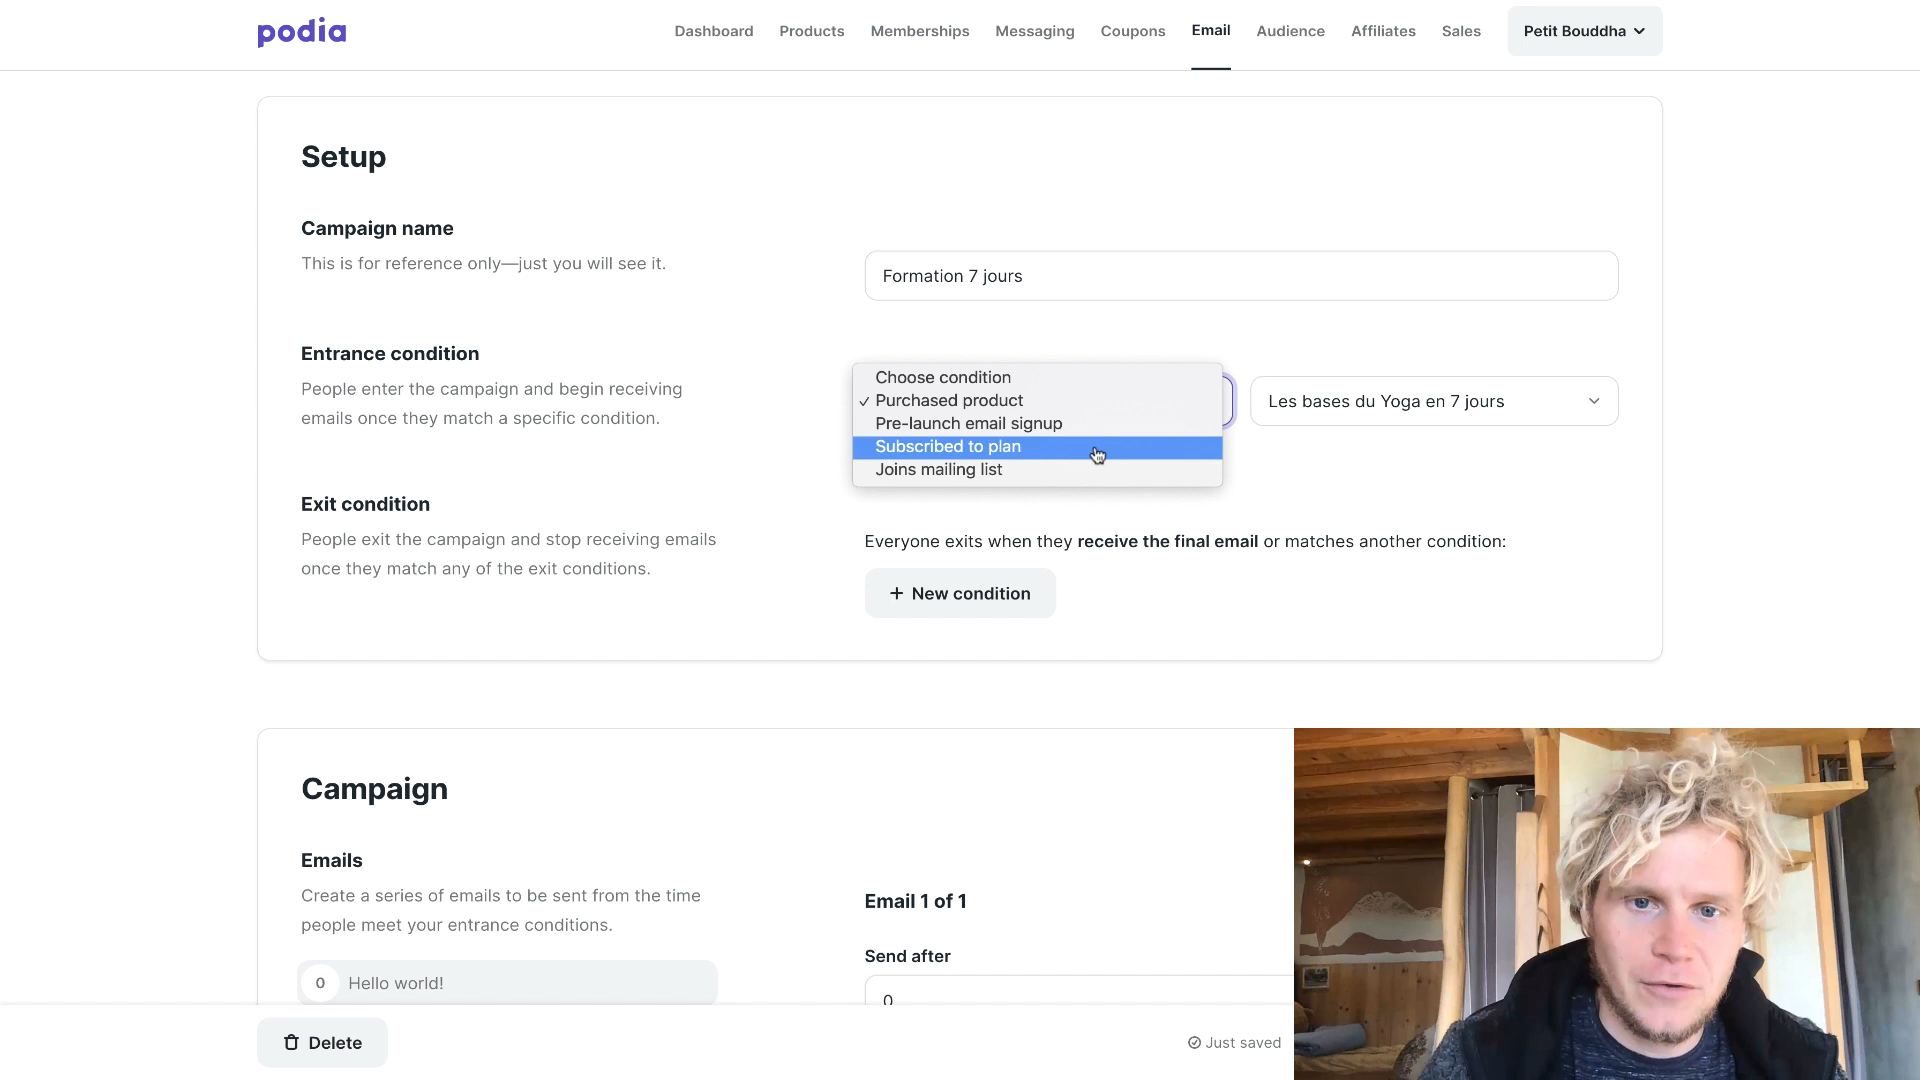 podia
Dashboard Products Memberships Messaging Coupons Email Audience Affiliates Sales Petit Bouddha
Setup
Campaign name
This is for reference only—just you will see it.
Formation 7 jours
Entrance condition
People enter the campaign and begin receiving
emails once they match a specific condition.
Choose condition
✓ Purchased product
Pre-launch email signup
Subscribed to plan
Joins mailing list
Les bases du Yoga en 7 jours
Exit condition
People exit the campaign and stop receiving emails
once they match any of the exit conditions.
Everyone exits when they receive the final email or matches another condition:
+ New condition
Campaign
Emails
Create a series of emails to be sent from the time
people meet your entrance conditions.
0 Hello world!
Email 1 of 1
Send after
0
Delete
Just saved